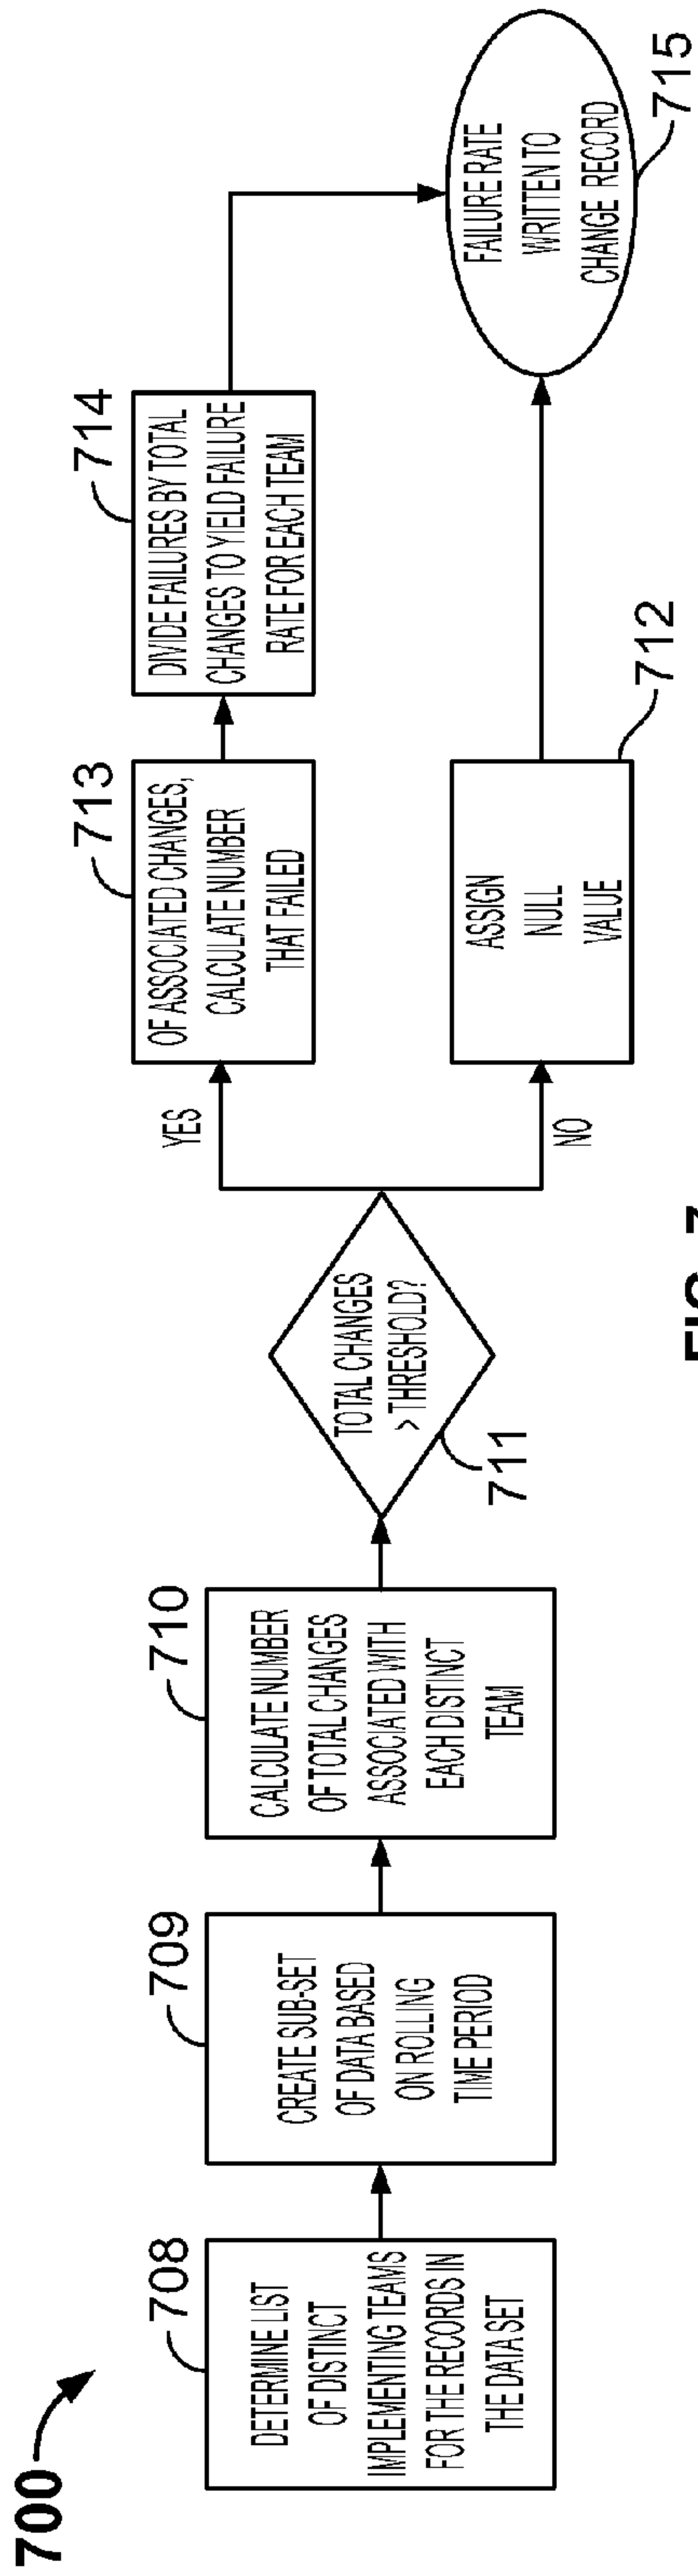 700
708
DETERMINE LIST
OF DISTINCT
IMPLEMENTING TEAMS
FOR THE RECORDS IN
THE DATA SET
709
CREATE SUB-SET
OF DATA BASED
ON ROLLING
TIME PERIOD
710
CALCULATE NUMBER
OF TOTAL CHANGES
ASSOCIATED WITH
EACH DISTINCT
TEAM
TOTAL CHANGES
> THRESHOLD?
711
YES
713
OF ASSOCIATED CHANGES,
CALCULATE NUMBER
THAT FAILED
714
DIVIDE FAILURES BY TOTAL
CHANGES TO YIELD FAILURE
RATE FOR EACH TEAM
NO
ASSIGN
NULL
VALUE
712
FAILURE RATE
WRITTEN TO
CHANGE RECORD
715